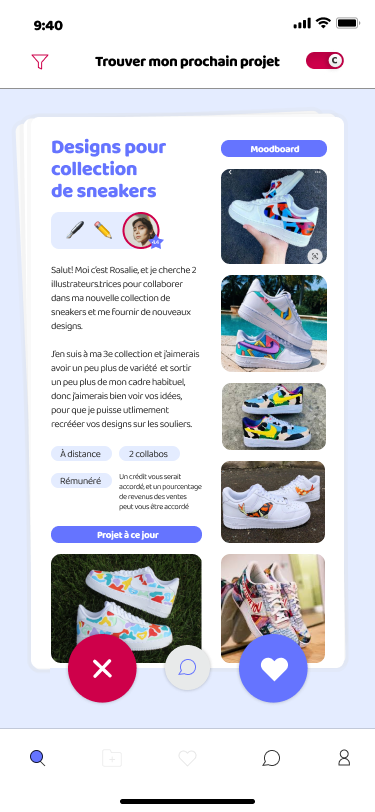 9:40
Trouver mon prochain projet
C
Designs pour
collection
de sneakers
Moodboard
Salut! Moi c'est Rosalie, et je cherche 2
illustrateurs.trices pour collaborer
dans ma nouvelle collection de
sneakers et me fournir de nouveaux
designs.
J'en suis à ma 3e collection et j'aimerais
avoir un peu plus de variété et sortir
un peu plus de mon cadre habituel,
donc j'aimerais bien voir vos idées,
pour que je puisse utlimement
recrééer vos designs sur les souliers.
À distance
2 collabos
Rémunéré
Un crédit vous serait
accordé, et un pourcentage
de revenus des ventes
peut vous être accordé
Projet à ce jour